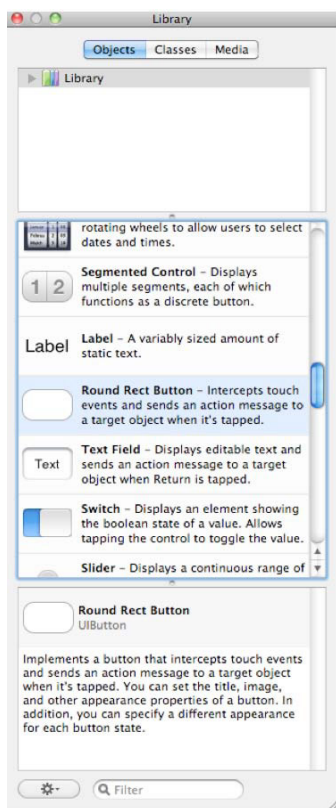 Library
Objects Classes Media
Library
rotating wheels to allow users to select
dates and times.
1 2
Segmented Control – Displays
multiple segments, each of which
functions as a discrete button.
Label
Label – A variably sized amount of
static text.
Round Rect Button – Intercepts touch
events and sends an action message to
a target object when it's tapped.
Text
Text Field – Displays editable text and
sends an action message to a target
object when Return is tapped.
Switch – Displays an element showing
the boolean state of a value. Allows
tapping the control to toggle the value.
Slider – Displays a continuous range of
Round Rect Button
UIButton
Implements a button that intercepts touch events
and sends an action message to a target object
when it's tapped. You can set the title, image,
and other appearance properties of a button. In
addition, you can specify a different appearance
for each button state.
Filter